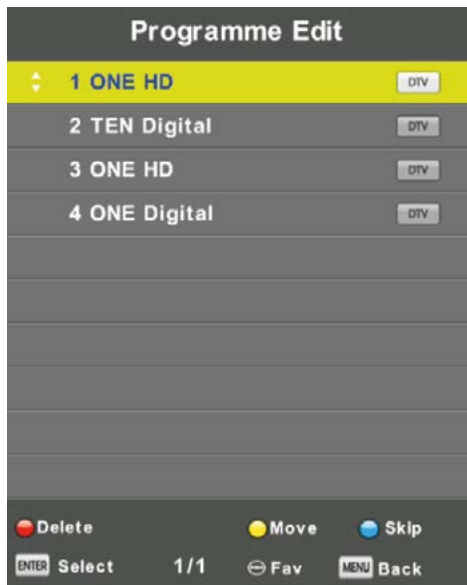 Programme Edit
1 ONE HD DTV
2 TEN Digital DTV
3 ONE HD DTV
4 ONE Digital DTV
Delete Move Skip
ENTER Select 1/1 Fav MENU Back